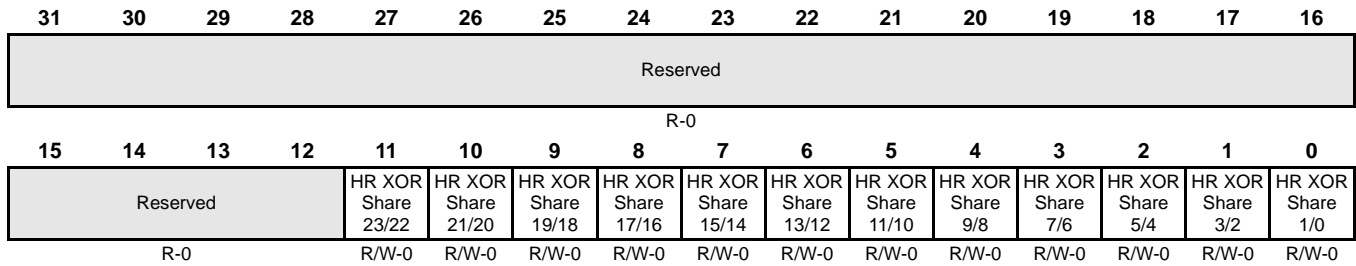 31 30 29 28 27 26 25 24 23 22 21 20 19 18 17 16
Reserved
R-0
15 14 13 12 11 10 9 8 7 6 5 4 3 2 1 0
Reserved HR XOR Share 23/22 HR XOR Share 21/20 HR XOR Share 19/18 HR XOR Share 17/16 HR XOR Share 15/14 HR XOR Share 13/12 HR XOR Share 11/10 HR XOR Share 9/8 HR XOR Share 7/6 HR XOR Share 5/4 HR XOR Share 3/2 HR XOR Share 1/0
R-0 R/W-0 R/W-0 R/W-0 R/W-0 R/W-0 R/W-0 R/W-0 R/W-0 R/W-0 R/W-0 R/W-0 R/W-0